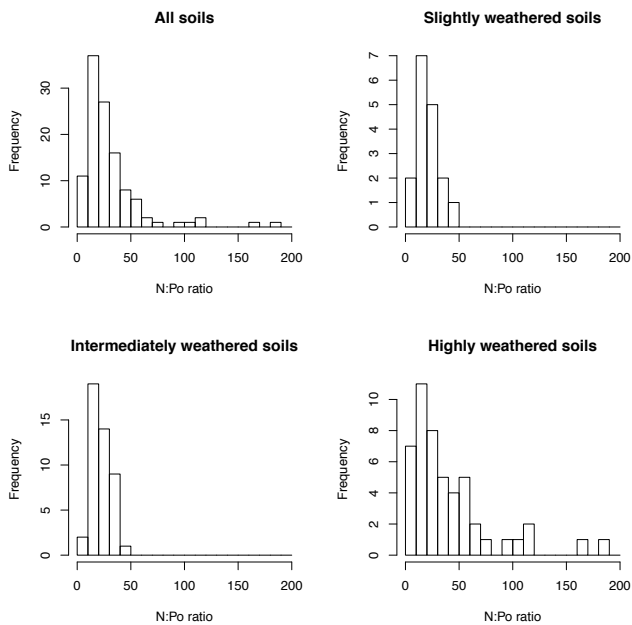 All soils
Frequency
0 10 20 30
0 50 100 150 200
N:Po ratio
Slightly weathered soils
Frequency
0 1 2 3 4 5 6 7
0 50 100 150 200
N:Po ratio
Intermediately weathered soils
Frequency
0 5 10 15
0 50 100 150 200
N:Po ratio
Highly weathered soils
Frequency
0 2 4 6 8 10
0 50 100 150 200
N:Po ratio